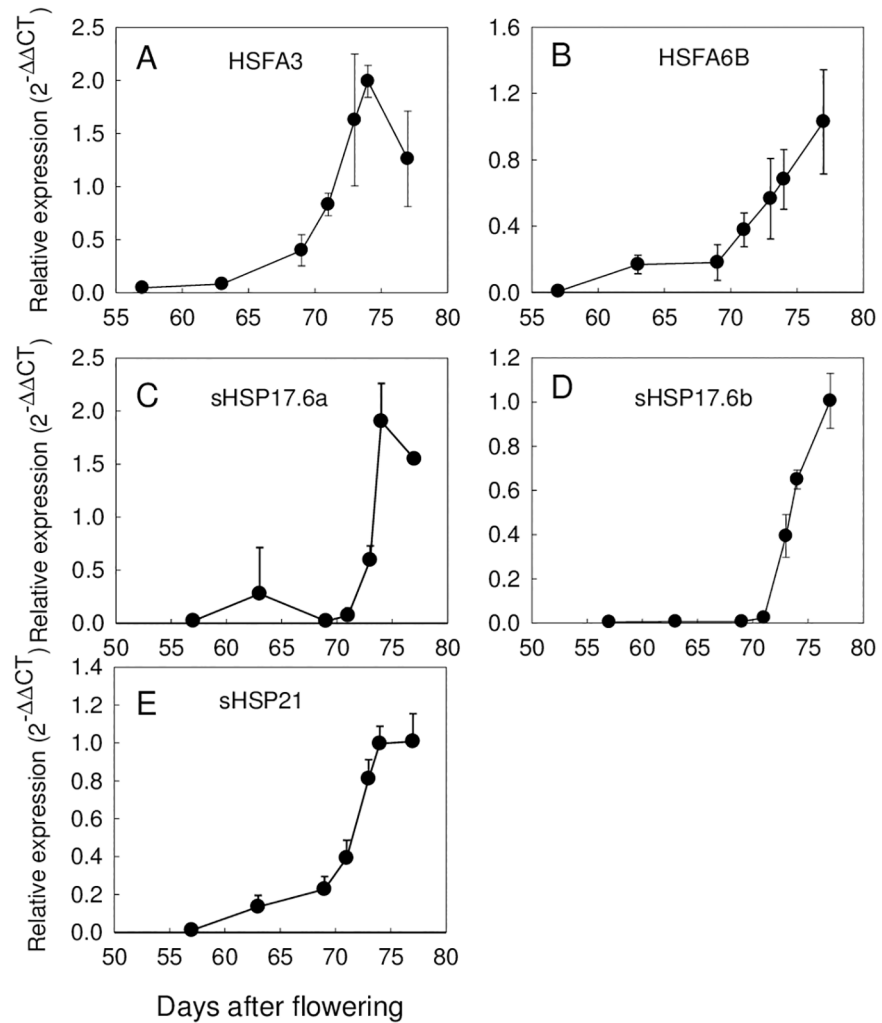 A
HSFA3
Relative expression (2^-ΔΔCT)
2.5
2.0
1.5
1.0
0.5
0.0
55 60 65 70 75 80
B
HSFA6B
1.6
1.2
0.8
0.4
0.0
55 60 65 70 75 80
C
sHSP17.6a
Relative expression (2^-ΔΔCT)
2.5
2.0
1.5
1.0
0.5
0.0
50 55 60 65 70 75 80
D
sHSP17.6b
1.2
1.0
0.8
0.6
0.4
0.2
0.0
50 55 60 65 70 75 80
E
sHSP21
Relative expression (2^-ΔΔCT)
1.4
1.2
1.0
0.8
0.6
0.4
0.2
0.0
50 55 60 65 70 75 80
Days after flowering